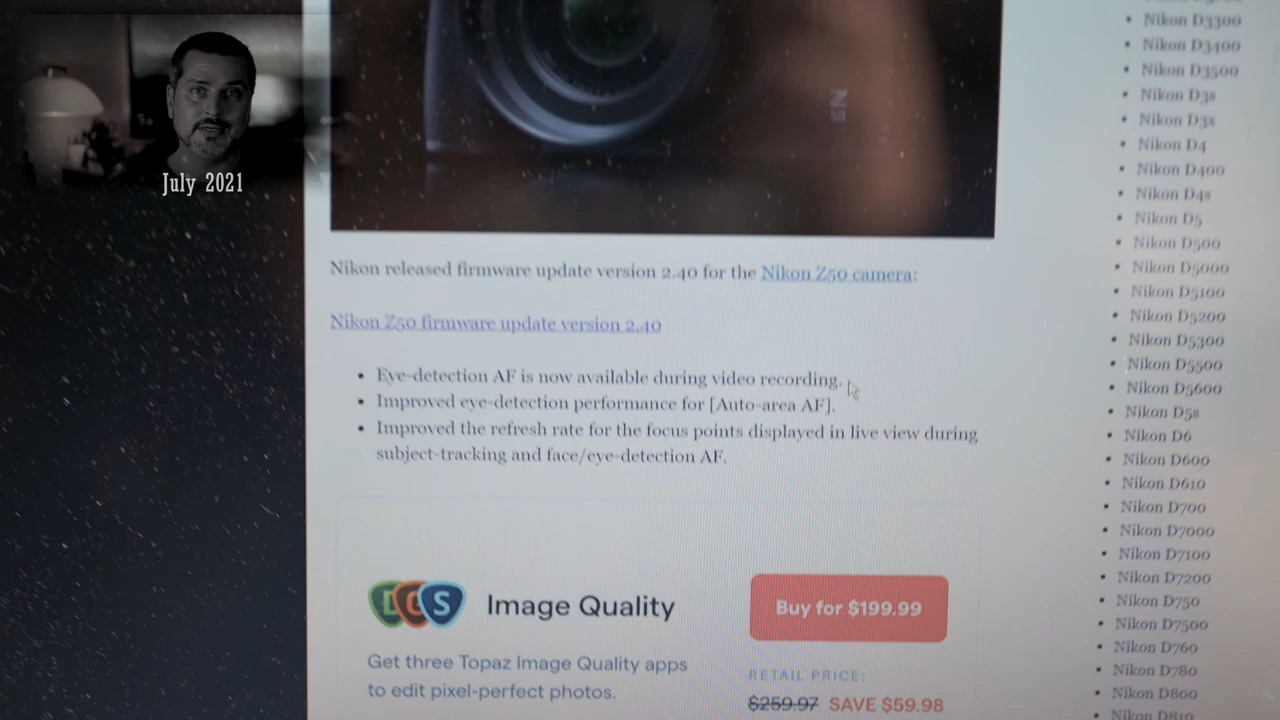 July 2021
Nikon released firmware update version 2.40 for the Nikon Z50 camera:
Nikon Z50 firmware update version 2.40
• Eye-detection AF is now available during video recording.
• Improved eye-detection performance for [Auto-area AF].
• Improved the refresh rate for the focus points displayed in live view during
subject-tracking and face/eye-detection AF.
DGS
Image Quality
Buy for $199.99
Get three Topaz Image Quality apps
to edit pixel-perfect photos.
RETAIL PRICE:
$259.97 SAVE $59.98
• Nikon D3300
• Nikon D3400
• Nikon D3500
• Nikon D3s
• Nikon D3x
• Nikon D4
• Nikon D400
• Nikon D4s
• Nikon D5
• Nikon D500
• Nikon D5000
• Nikon D5100
• Nikon D5200
• Nikon D5300
• Nikon D5500
• Nikon D5600
• Nikon D5s
• Nikon D6
• Nikon D600
• Nikon D610
• Nikon D700
• Nikon D7000
• Nikon D7100
• Nikon D7200
• Nikon D750
• Nikon D7500
• Nikon D760
• Nikon D780
• Nikon D800
• Nikon D810